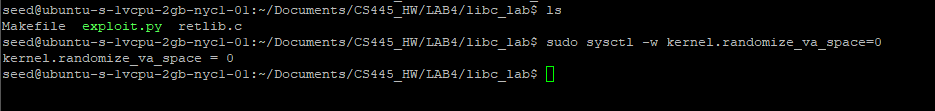 seed@ubuntu-s-1vcpu-2gb-nyc1-01:~/Documents/CS445_HW/LAB4/libc_lab$ ls
Makefile  exploit.py  retlib.c
seed@ubuntu-s-1vcpu-2gb-nyc1-01:~/Documents/CS445_HW/LAB4/libc_lab$ sudo sysctl -w kernel.randomize_va_space=0
kernel.randomize_va_space = 0
seed@ubuntu-s-1vcpu-2gb-nyc1-01:~/Documents/CS445_HW/LAB4/libc_lab$